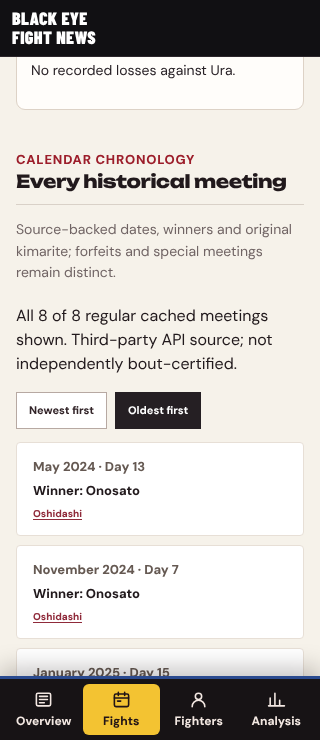 BLACK EYE
FIGHT NEWS
No recorded losses against Ura.
CALENDAR CHRONOLOGY
Every historical meeting
Source-backed dates, winners and original
kimarite; forfeits and special meetings
remain distinct.
All 8 of 8 regular cached meetings
shown. Third-party API source; not
independently bout-certified.
Newest first
Oldest first
May 2024 · Day 13
Winner: Onosato
Oshidashi
November 2024 · Day 7
Winner: Onosato
Oshidashi
January 2025 · Day 15
Overview
Fights
Fighters
Analysis